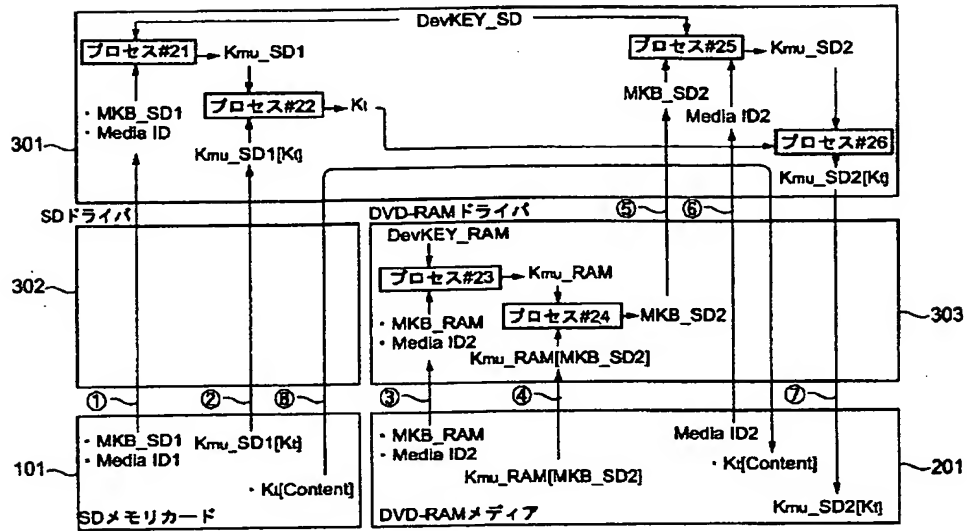 DevKEY_SD
プロセス#21
Kmu_SD1
・MKB_SD1
・Media ID
プロセス#22
Kt
Kmu_SD1[Kt]
プロセス#25
Kmu_SD2
MKB_SD2
Media ID2
プロセス#26
Kmu_SD2[Kt]
301
SDドライバ
302
DVD-RAMドライバ
⑤
⑥
DevKEY_RAM
プロセス#23
Kmu_RAM
・MKB_RAM
・Media ID2
プロセス#24
MKB_SD2
Kmu_RAM[MKB_SD2]
303
①
②
⑧
③
④
⑦
101
・MKB_SD1
・Media ID1
Kmu_SD1[Kt]
・Kt[Content]
SDメモリカード
・MKB_RAM
・Media ID2
Kmu_RAM[MKB_SD2]
Media ID2
・Kt[Content]
Kmu_SD2[Kt]
DVD-RAMメディア
201